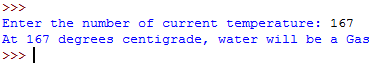 >>>
Enter the number of current temperature: 167
At 167 degrees centigrade, water will be a Gas
>>>